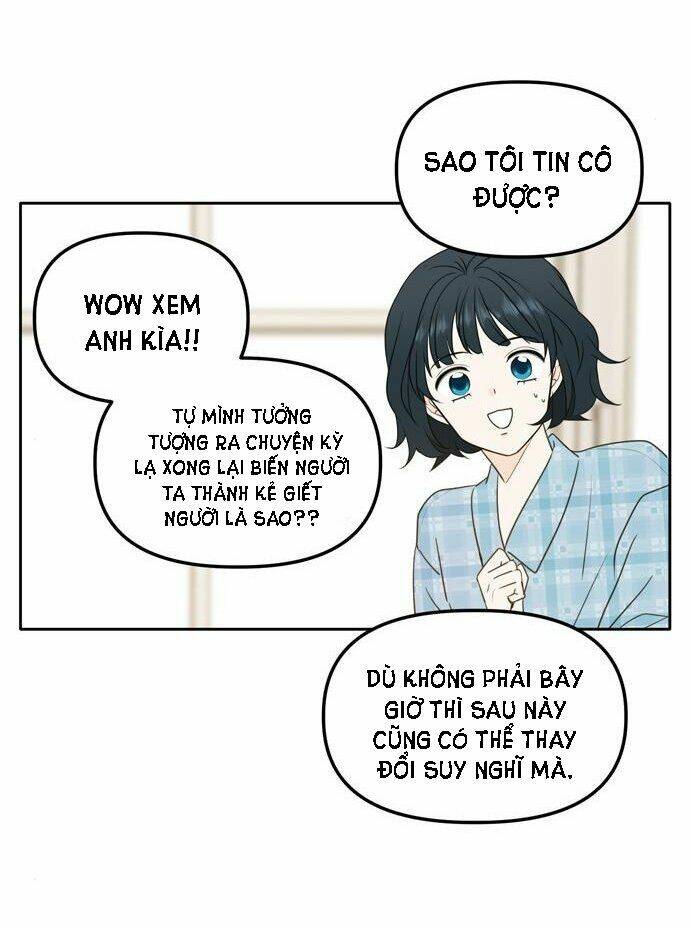 SAO TÔI TIN CÔ
ĐƯỢC?
WOW XEM
ANH KÌA!!
TỰ MÌNH TƯỞNG
TƯỢNG RA CHUYỆN KỲ
LẠ XONG LẠI BIẾN NGƯỜI
TA THÀNH KẺ GIẾT
NGƯỜI LÀ SAO??
DÙ KHÔNG PHẢI BÂY
GIỜ THÌ SAU NÀY
CŨNG CÓ THỂ THAY
ĐỔI SUY NGHĨ MÀ.